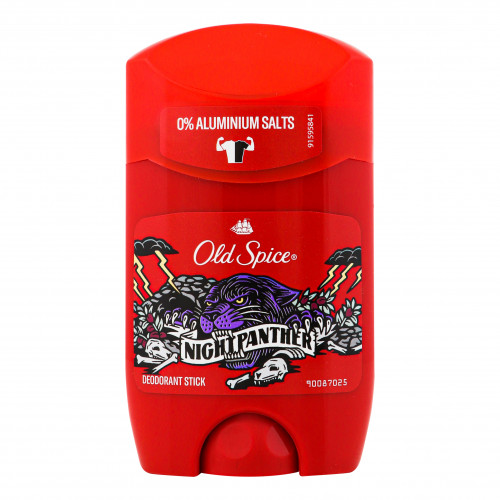 0% ALUMINIUM SALTS
91595841
Old Spice®
NIGHTPANTHER
DEODORANT STICK
90087025